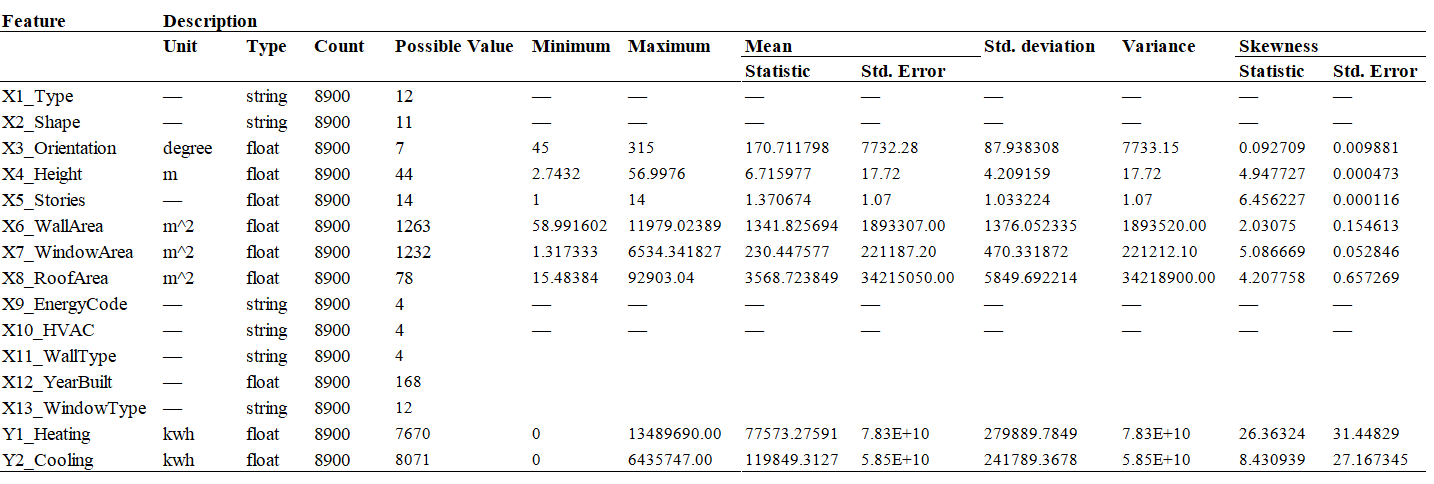 Feature Description
Unit Type Count Possible Value Minimum Maximum Mean Std. deviation Variance Skewness
Statistic Std. Error Statistic Std. Error
X1_Type — string 8900 12 — — — — — — — —
X2_Shape — string 8900 11 — — — — — — — —
X3_Orientation degree float 8900 7 45 315 170.711798 7732.28 87.938308 7733.15 0.092709 0.009881
X4_Height m float 8900 44 2.7432 56.9976 6.715977 17.72 4.209159 17.72 4.947727 0.000473
X5_Stories — float 8900 14 1 14 1.370674 1.07 1.033224 1.07 6.456227 0.000116
X6_WallArea m^2 float 8900 1263 58.991602 11979.02389 1341.825694 1893307.00 1376.052335 1893520.00 2.03075 0.154613
X7_WindowArea m^2 float 8900 1232 1.317333 6534.341827 230.447577 221187.20 470.331872 221212.10 5.086669 0.052846
X8_RoofArea m^2 float 8900 78 15.48384 92903.04 3568.723849 34215050.00 5849.692214 34218900.00 4.207758 0.657269
X9_EnergyCode — string 8900 4 — — — — — — — —
X10_HVAC — string 8900 4 — — — — — — — —
X11_WallType — string 8900 4
X12_YearBuilt — float 8900 168
X13_WindowType — string 8900 12
Y1_Heating kwh float 8900 7670 0 13489690.00 77573.27591 7.83E+10 279889.7849 7.83E+10 26.36324 31.44829
Y2_Cooling kwh float 8900 8071 0 6435747.00 119849.3127 5.85E+10 241789.3678 5.85E+10 8.430939 27.167345